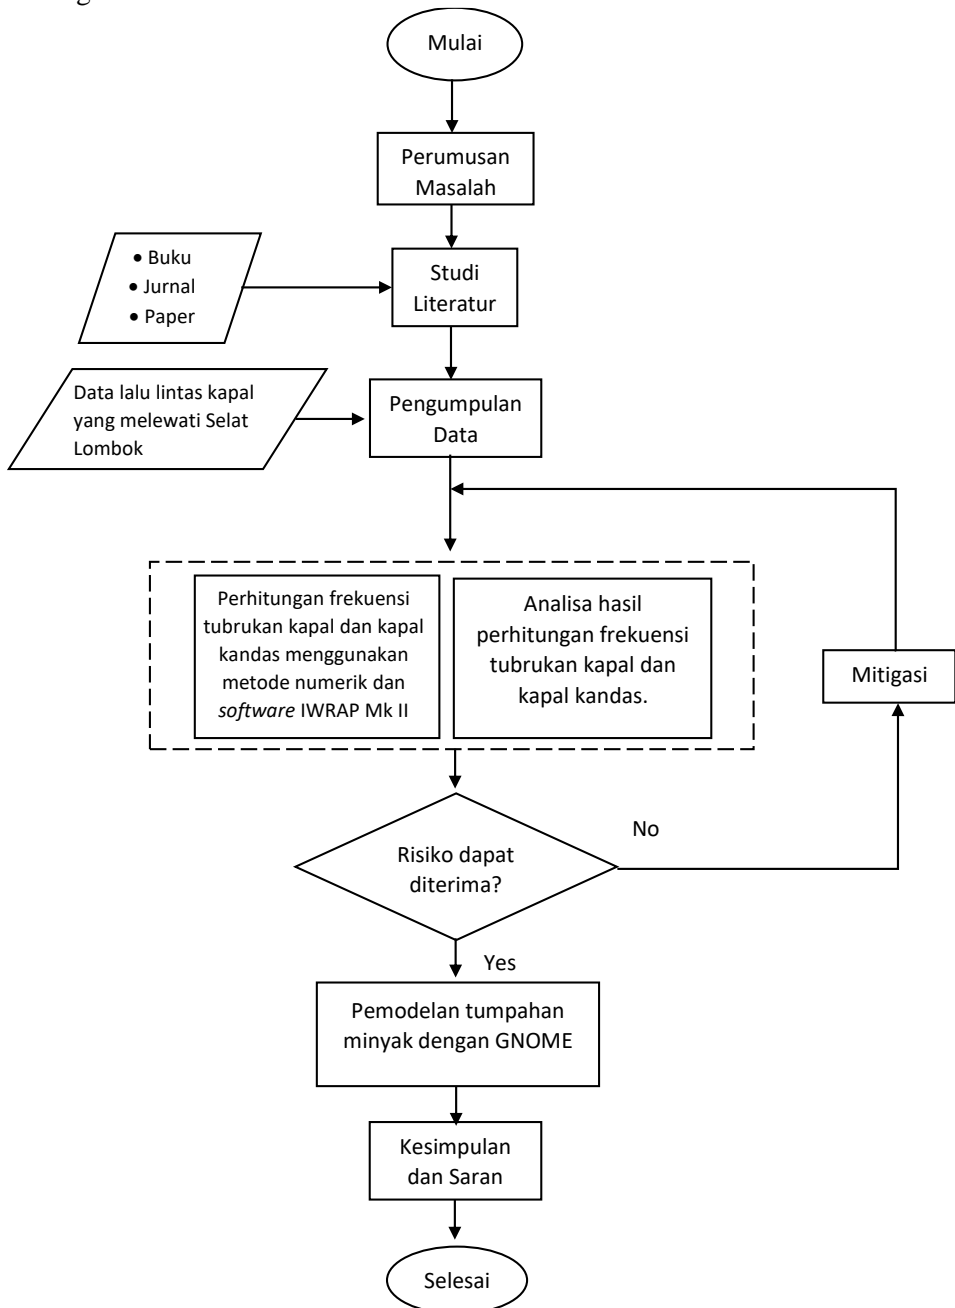 Mulai
Perumusan
Masalah
• Buku
• Jurnal
• Paper
Studi
Literatur
Data lalu lintas kapal
yang melewati Selat
Lombok
Pengumpulan
Data
Perhitungan frekuensi
tubrukan kapal dan kapal
kandas menggunakan
metode numerik dan
software IWRAP Mk II
Analisa hasil
perhitungan frekuensi
tubrukan kapal dan
kapal kandas.
Mitigasi
Risiko dapat
diterima?
No
Yes
Pemodelan tumpahan
minyak dengan GNOME
Kesimpulan
dan Saran
Selesai